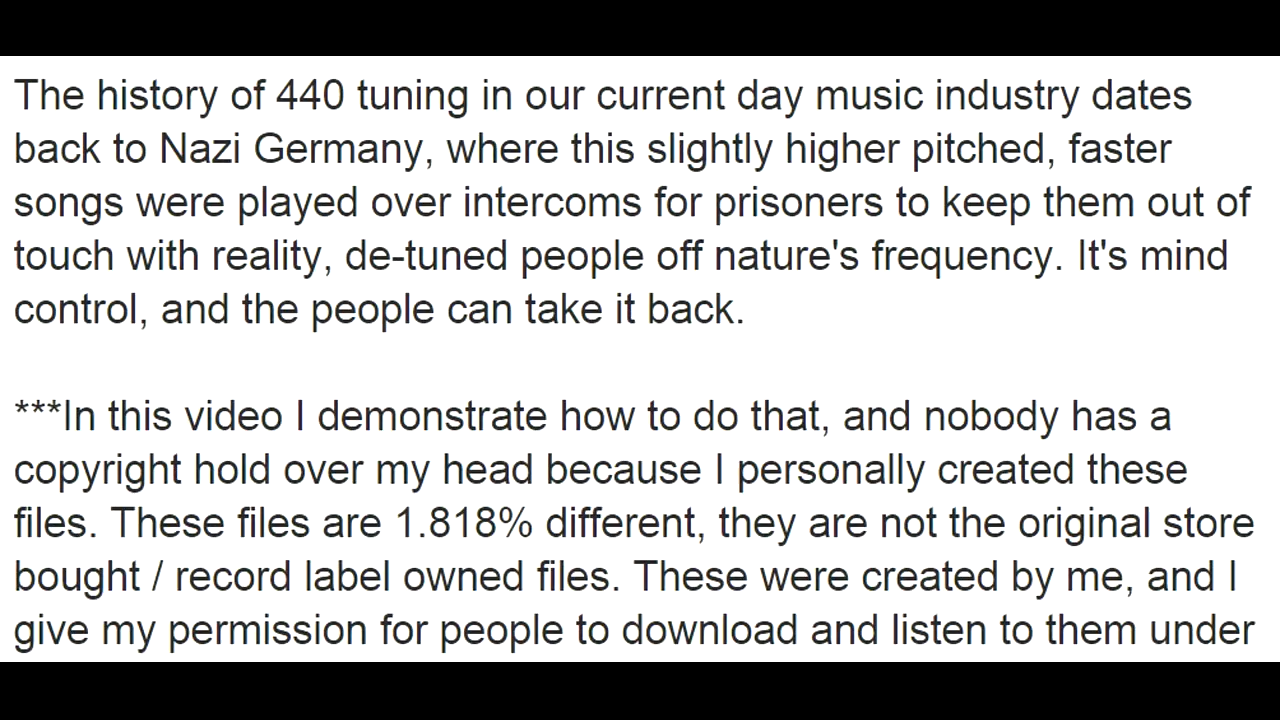 The history of 440 tuning in our current day music industry dates
back to Nazi Germany, where this slightly higher pitched, faster
songs were played over intercoms for prisoners to keep them out of
touch with reality, de-tuned people off nature's frequency. It's mind
control, and the people can take it back.
***In this video I demonstrate how to do that, and nobody has a
copyright hold over my head because I personally created these
files. These files are 1.818% different, they are not the original store
bought / record label owned files. These were created by me, and I
give my permission for people to download and listen to them under